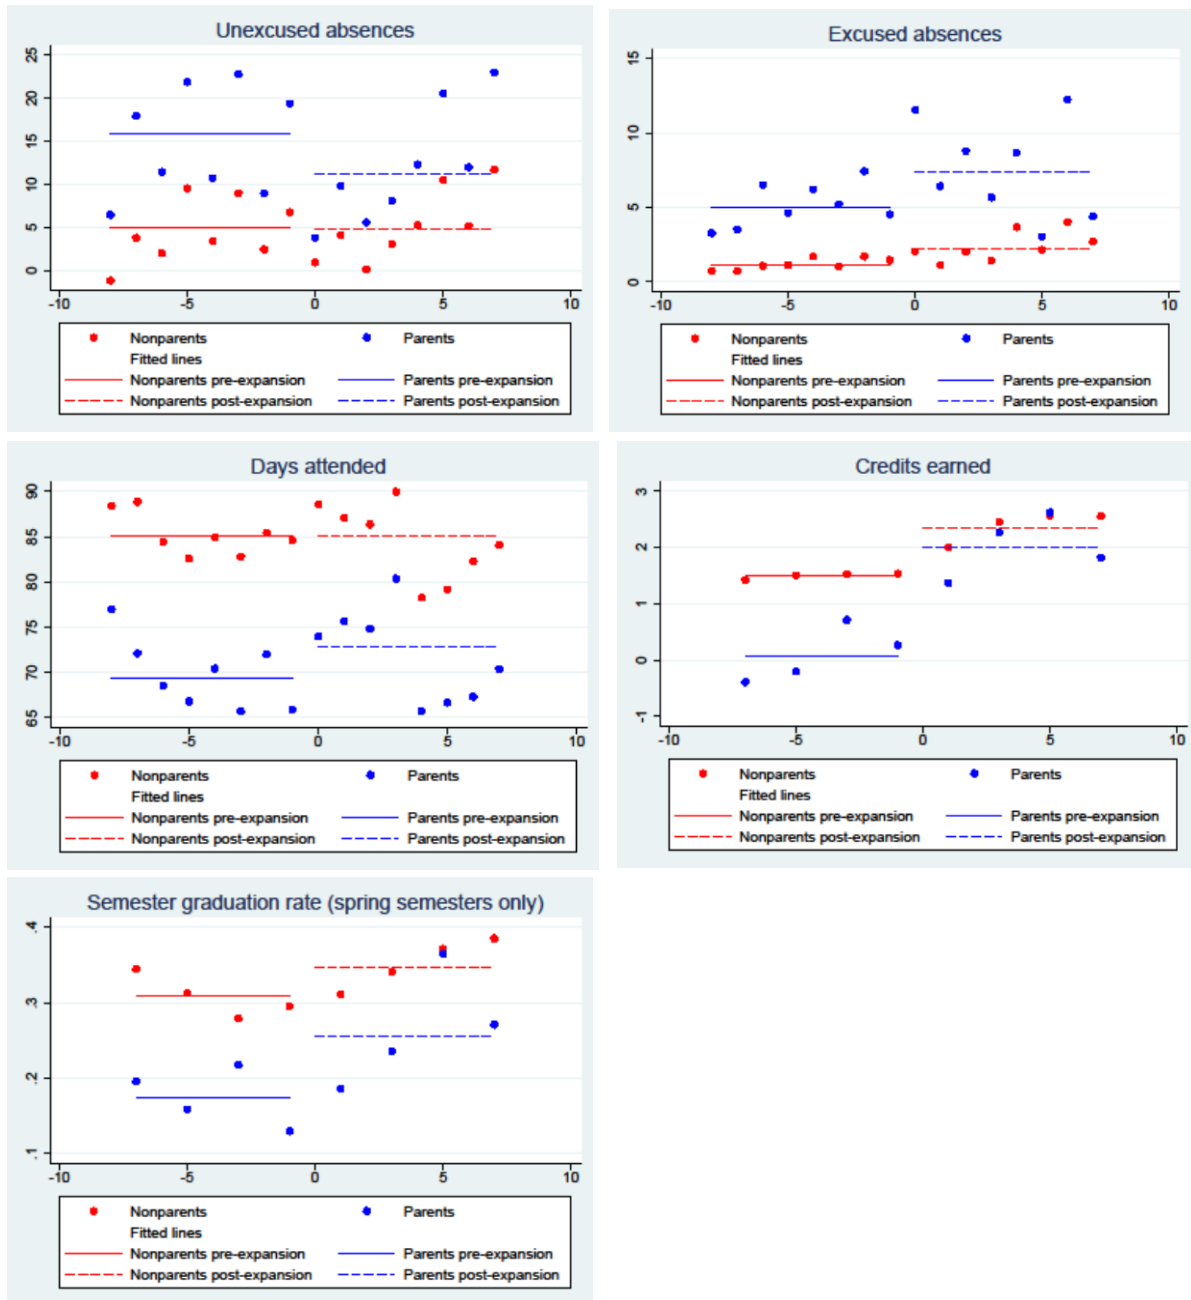 Unexcused absences
25
20
15
10
5
0
-10 -5 0 5 10
Nonparents Parents
Fitted lines
Nonparents pre-expansion Parents pre-expansion
Nonparents post-expansion Parents post-expansion
Excused absences
15
10
5
0
-10 -5 0 5 10
Nonparents Parents
Fitted lines
Nonparents pre-expansion Parents pre-expansion
Nonparents post-expansion Parents post-expansion
Days attended
90
85
80
75
70
65
-10 -5 0 5 10
Nonparents Parents
Fitted lines
Nonparents pre-expansion Parents pre-expansion
Nonparents post-expansion Parents post-expansion
Credits earned
3
2
1
0
-1
-10 -5 0 5 10
Nonparents Parents
Fitted lines
Nonparents pre-expansion Parents pre-expansion
Nonparents post-expansion Parents post-expansion
Semester graduation rate (spring semesters only)
.4
.3
.2
.1
-10 -5 0 5 10
Nonparents Parents
Fitted lines
Nonparents pre-expansion Parents pre-expansion
Nonparents post-expansion Parents post-expansion